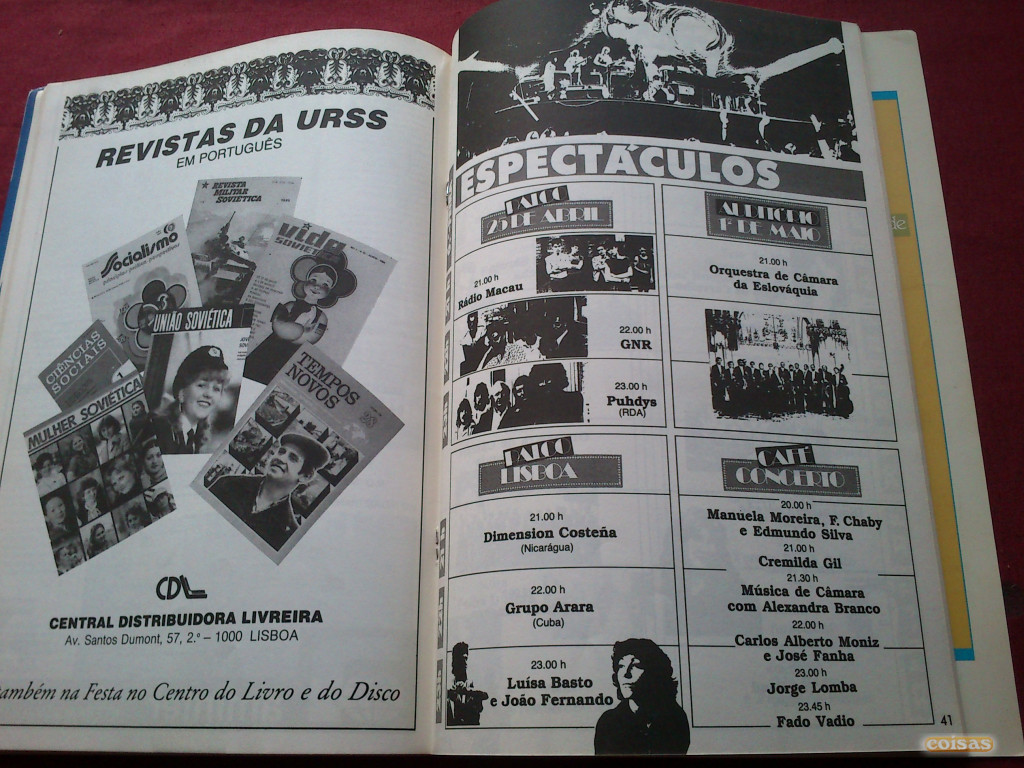 REVISTAS DA URSS
EM PORTUGUÊS
REVISTA
MILITAR
SOVIÉTICA
Socialismo
Vida
SOVIÉTICA
UNIÃO SOVIÉTICA
CIÊNCIAS
SOCIAIS
1
MULHER SOVIÉTICA
TEMPOS
NOVOS
CDL
CENTRAL DISTRIBUIDORA LIVREIRA
Av. Santos Dumont, 57, 2.º – 1000 LISBOA
também na Festa no Centro do Livro e do Disco
ESPECTÁCULOS
PALCO
25 DE ABRIL
21.00 h
Rádio Macau
22.00 h
GNR
23.00 h
Puhdys
(RDA)
AUDITÓRIO
1º DE MAIO
21.00 h
Orquestra de Câmara
da Eslováquia
PALCO
LISBOA
21.00 h
Dimension Costeña
(Nicarágua)
22.00 h
Grupo Arara
(Cuba)
23.00 h
Luísa Basto
e João Fernando
CAFÉ
CONCERTO
20.00 h
Manuela Moreira, F. Chaby
e Edmundo Silva
21.00 h
Cremilda Gil
21.30 h
Música de Câmara
com Alexandra Branco
22.00 h
Carlos Alberto Moniz
e José Fanha
23.00 h
Jorge Lomba
23.45 h
Fado Vadio
41
de
coisas